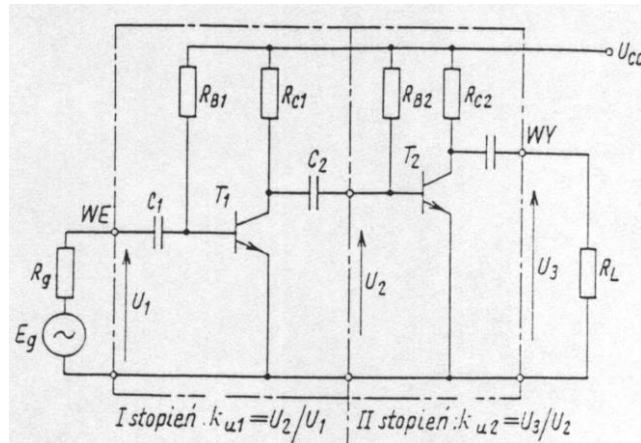 U_CC
R_B1 R_C1 R_B2 R_C2
T_1 C_2 T_2 WY
WE C_1
R_g U_1 U_2 U_3 R_L
E_g
I stopień : k_u1 = U_2/U_1 II stopień : k_u2 = U_3/U_2